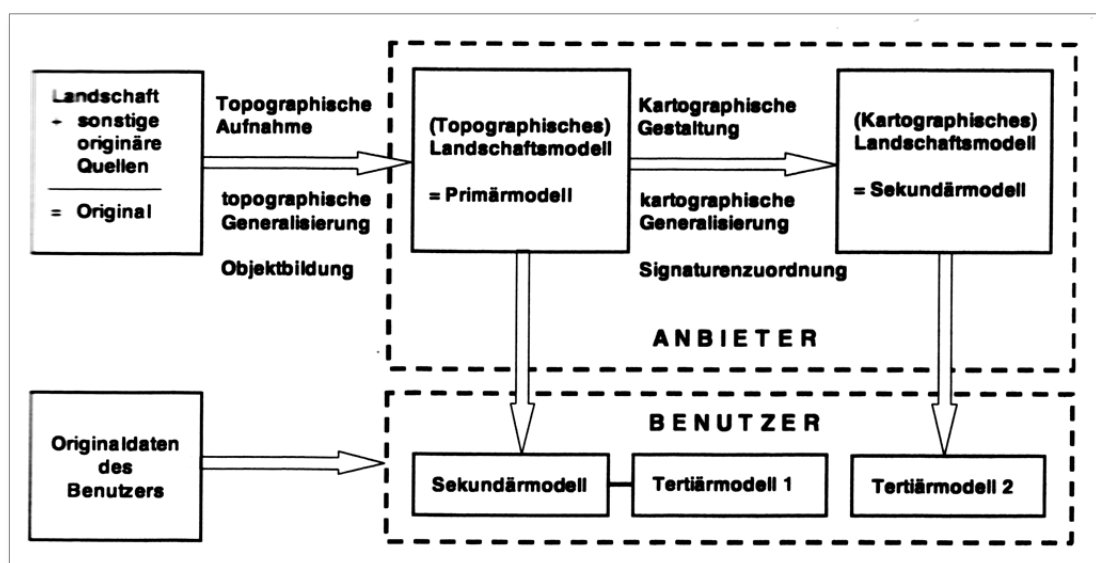 Landschaft
+ sonstige
originäre
Quellen
= Original
Topographische
Aufnahme
topographische
Generalisierung
Objektbildung
(Topographisches)
Landschaftsmodell
= Primärmodell
Kartographische
Gestaltung
kartographische
Generalisierung
Signaturenzuordnung
(Kartographisches)
Landschaftsmodell
= Sekundärmodell
ANBIETER
Originaldaten
des
Benutzers
BENUTZER
Sekundärmodell
Tertiärmodell 1
Tertiärmodell 2